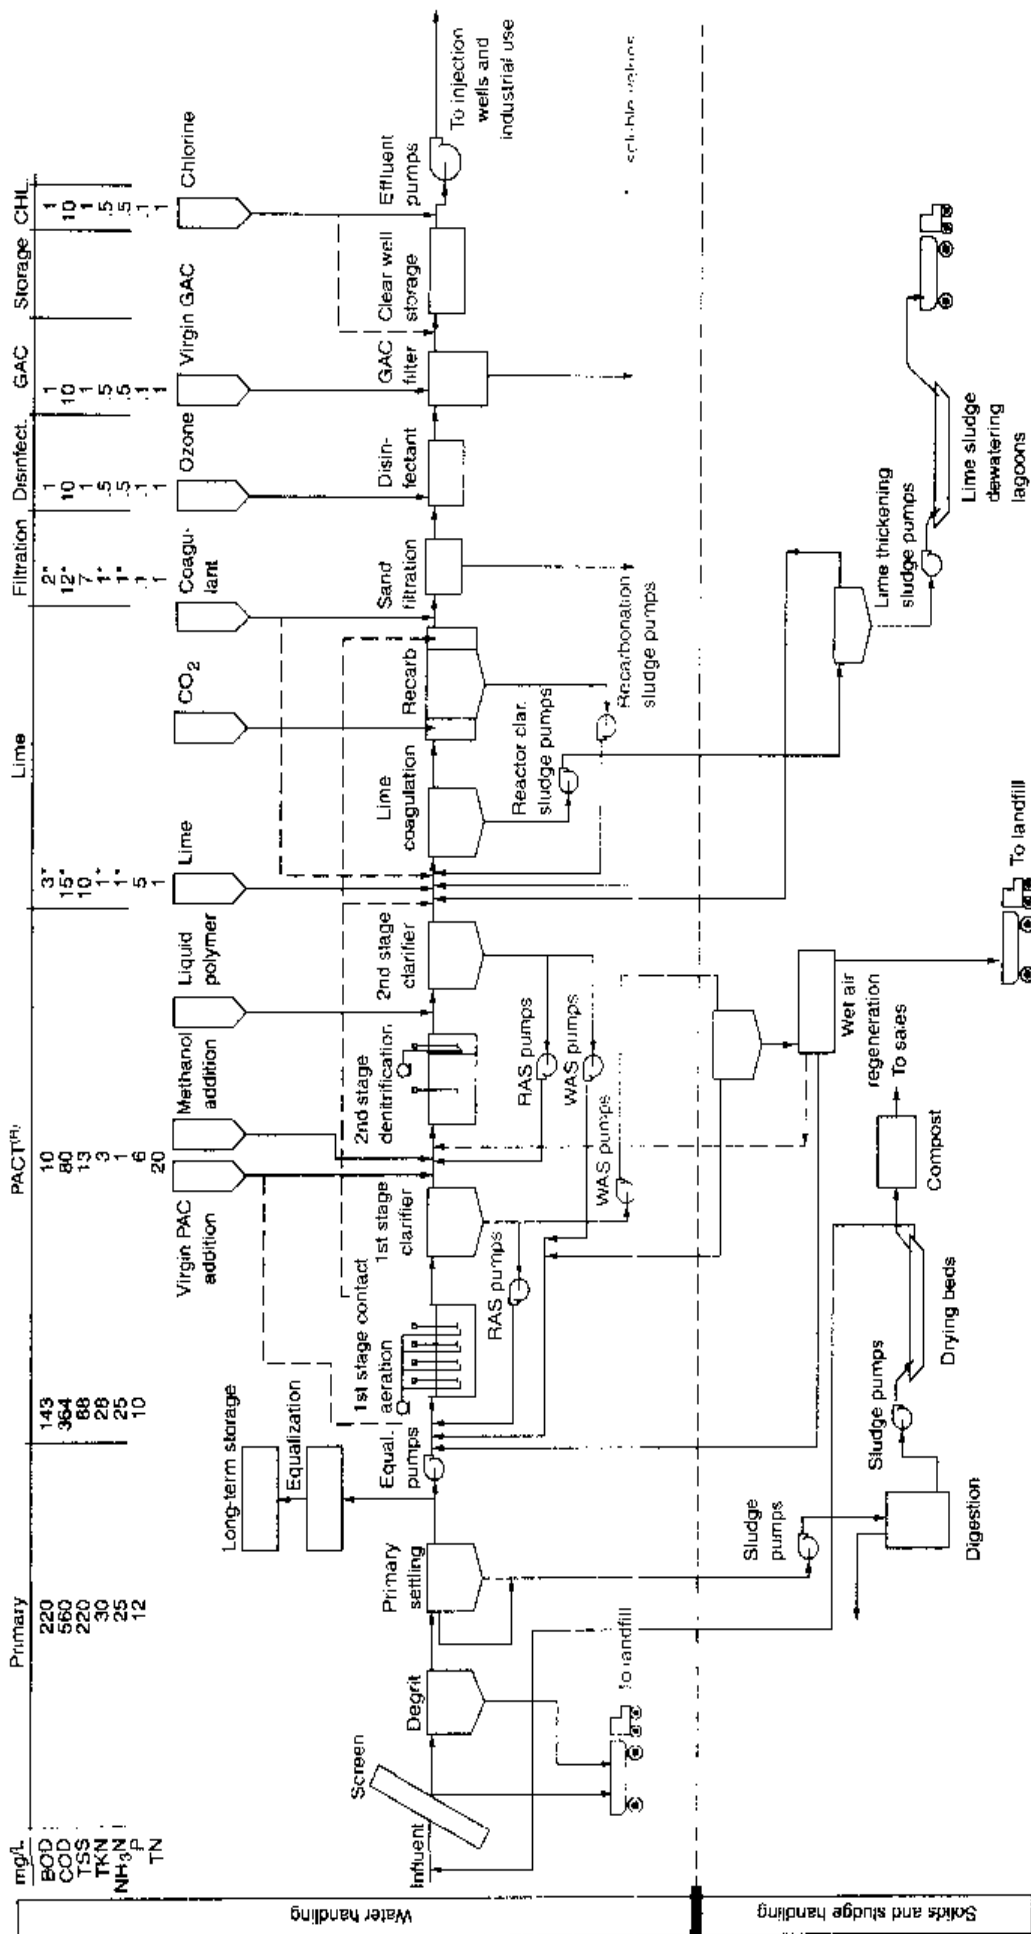 mg/L
BOD
COD
TSS
TKN
NH3N
P
TN
Primary
220
560
220
30
25
12
PACT(R)
143
364
88
28
25
10
10
80
13
3
1
6
20
Lime
3*
15*
10
1*
1*
5
1
Filtration
2*
12*
7
1*
1*
.1
1
Disinfect.
1
10
1
.5
.5
.1
1
GAC
1
10
1
.5
.5
.1
1
Storage
CHL.
1
10
1
.5
.5
.1
1
Long-term storage
Equalization
Virgin PAC
addition
Methanol
addition
Liquid
polymer
Lime
CO2
Coagu-
lant
Ozone
Virgin GAC
Chlorine
Influent
Screen
Degrit
Primary
settling
Equal.
pumps
1st stage contact
aeration
1st stage
clarifier
2nd stage
denitrification
2nd stage
clarifier
Lime
coagulation
Recarb
Sand
filtration
Disin-
fectant
GAC
filter
Clear well
storage
Effluent
pumps
To injection
wells and
industrial use
To landfill
RAS pumps
WAS pumps
RAS pumps
WAS pumps
Reactor clar.
sludge pumps
Recarbonation
sludge pumps
* soluble values
Sludge
pumps
Digestion
Sludge pumps
Drying beds
Compost
To sales
Wet air
regeneration
To landfill
Lime thickening
sludge pumps
Lime sludge
dewatering
lagoons
Water handling
Solids and sludge handling